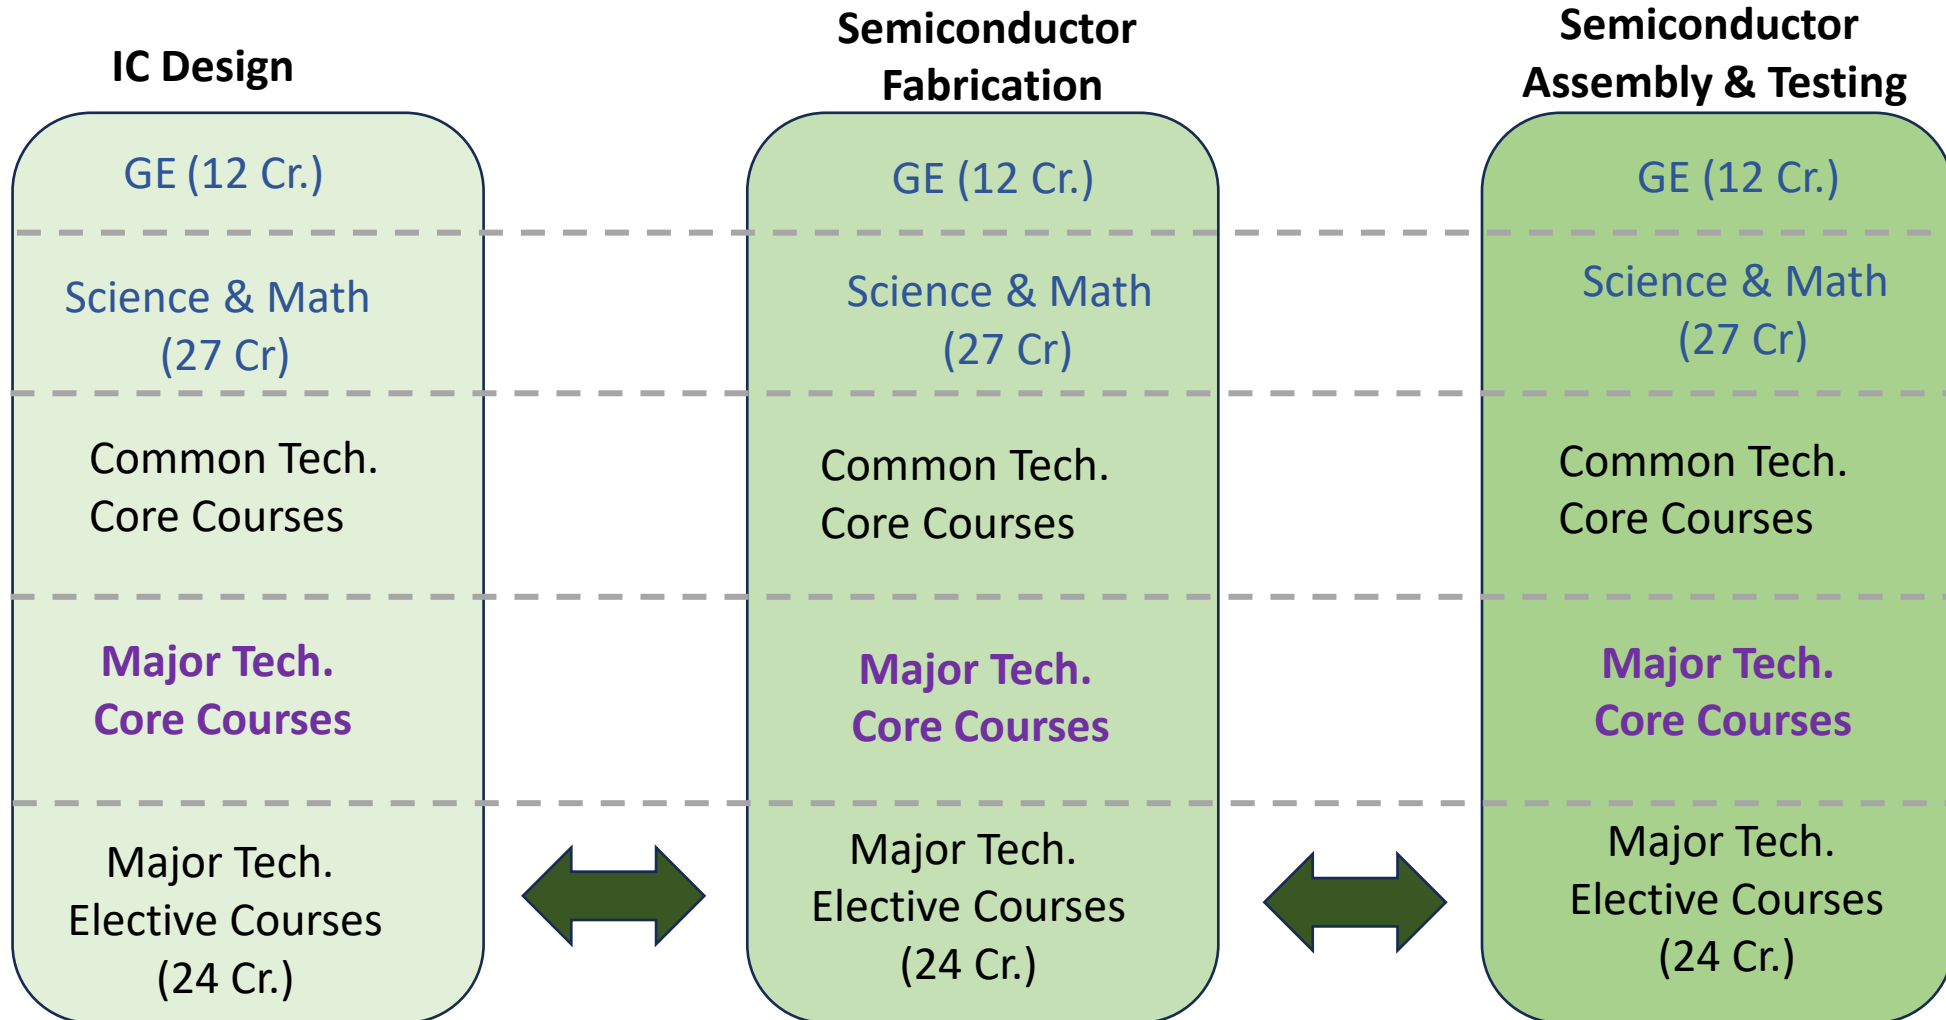 IC Design
GE (12 Cr.)
Science & Math
(27 Cr)
Common Tech.
Core Courses
Major Tech.
Core Courses
Major Tech.
Elective Courses
(24 Cr.)
Semiconductor
Fabrication
GE (12 Cr.)
Science & Math
(27 Cr)
Common Tech.
Core Courses
Major Tech.
Core Courses
Major Tech.
Elective Courses
(24 Cr.)
Semiconductor
Assembly & Testing
GE (12 Cr.)
Science & Math
(27 Cr)
Common Tech.
Core Courses
Major Tech.
Core Courses
Major Tech.
Elective Courses
(24 Cr.)